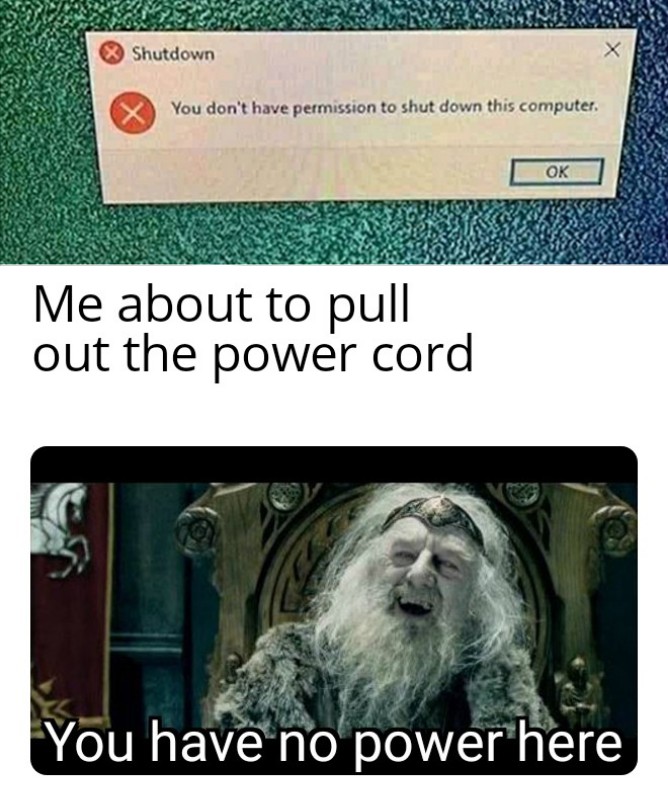 Shutdown
You don't have permission to shut down this computer.
OK
Me about to pull
out the power cord
You have no power here